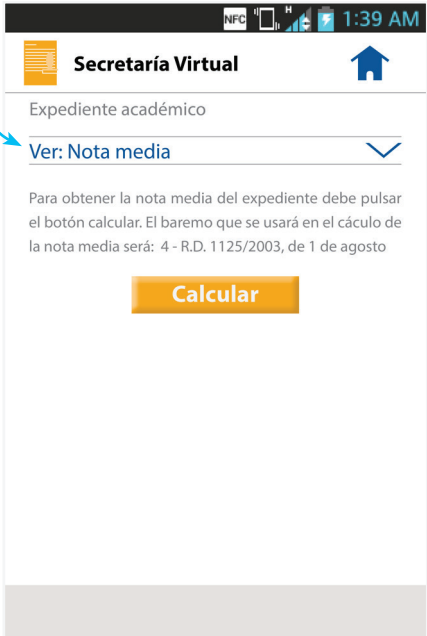 NFC H 1:39 AM
Secretaría Virtual
Expediente académico
Ver: Nota media
Para obtener la nota media del expediente debe pulsar
el botón calcular. El baremo que se usará en el cáculo de
la nota media será: 4 - R.D. 1125/2003, de 1 de agosto
Calcular